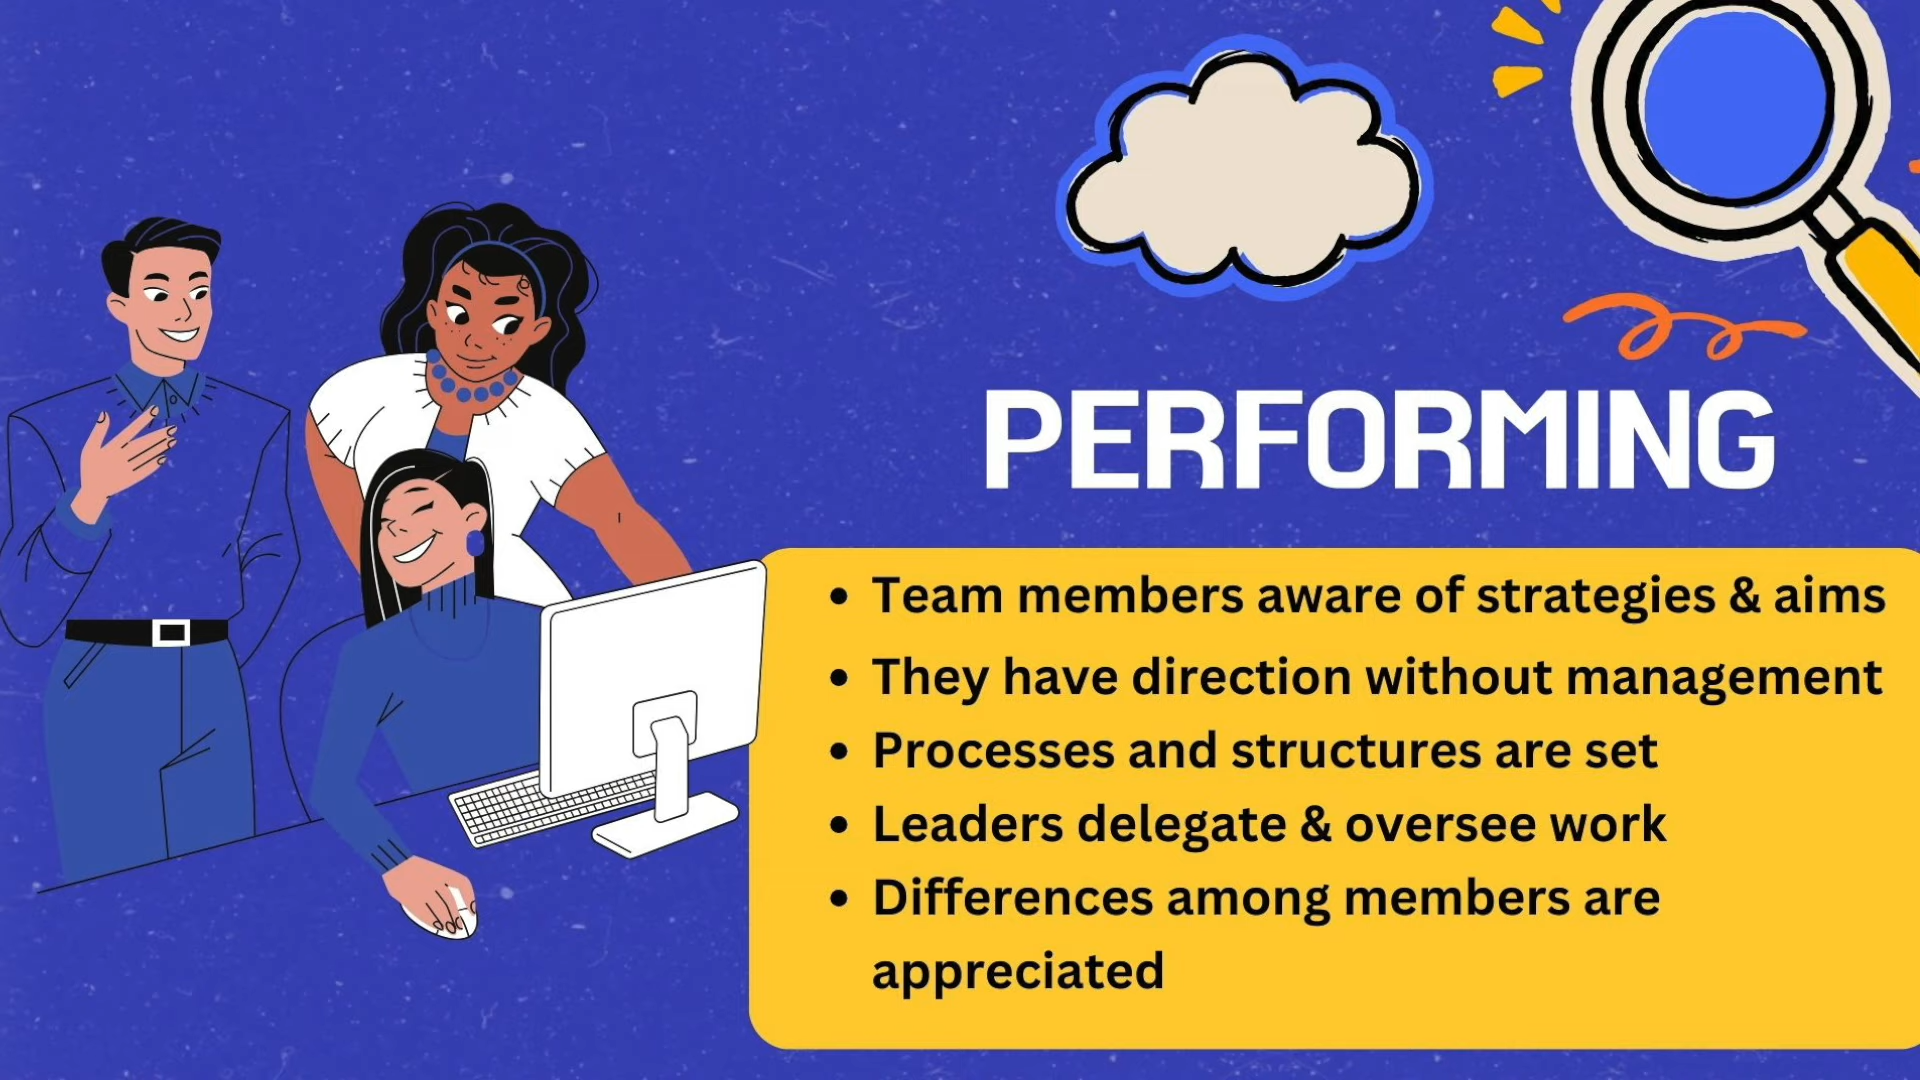 PERFORMING
• Team members aware of strategies & aims
• They have direction without management
• Processes and structures are set
• Leaders delegate & oversee work
• Differences among members are
appreciated